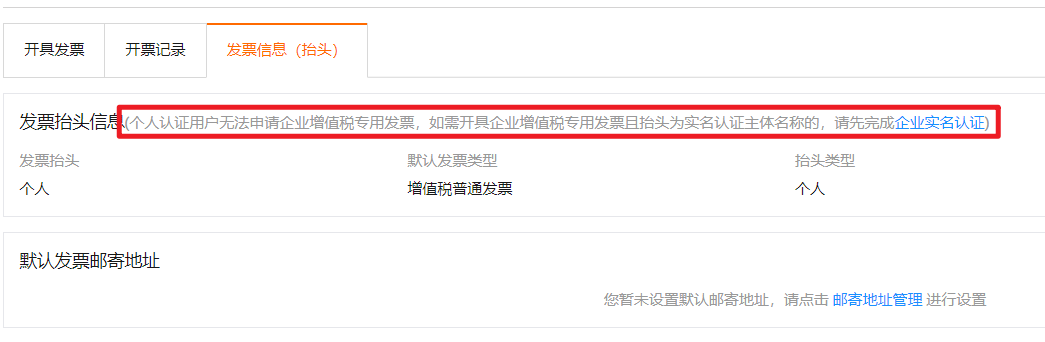 开具发票 开票记录 发票信息（抬头）
发票抬头信息(个人认证用户无法申请企业增值税专用发票，如需开具企业增值税专用发票且抬头为实名认证主体名称的，请先完成企业实名认证)
发票抬头 默认发票类型 抬头类型
个人 增值税普通发票 个人
默认发票邮寄地址
您暂未设置默认邮寄地址，请点击 邮寄地址管理 进行设置